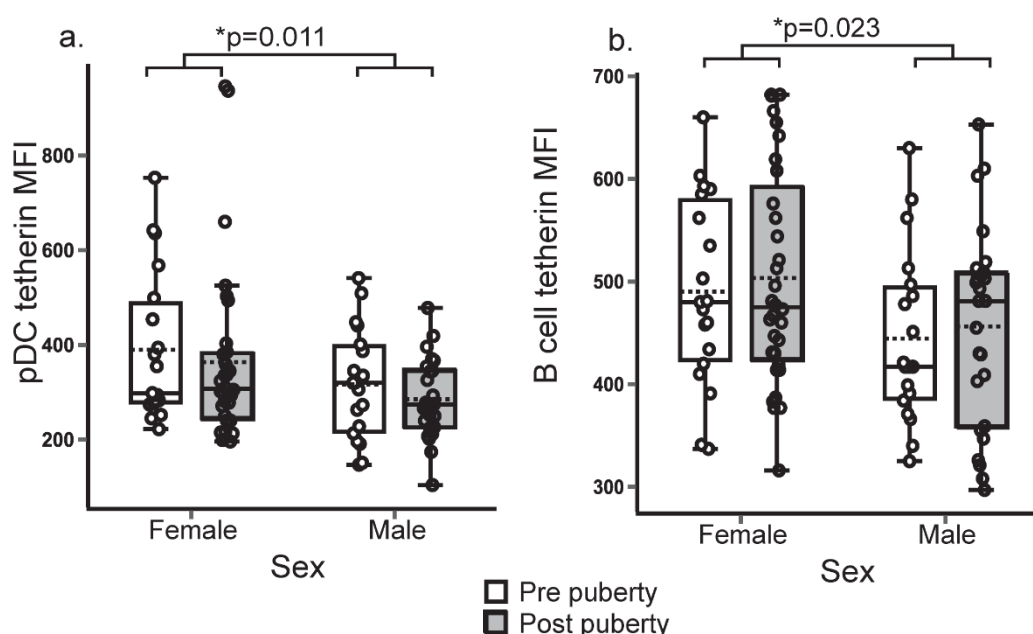 a.
*p=0.011
pDC tetherin MFI
800
600
400
200
Female
Male
Sex
b.
*p=0.023
B cell tetherin MFI
700
600
500
400
300
Female
Male
Sex
Pre puberty
Post puberty